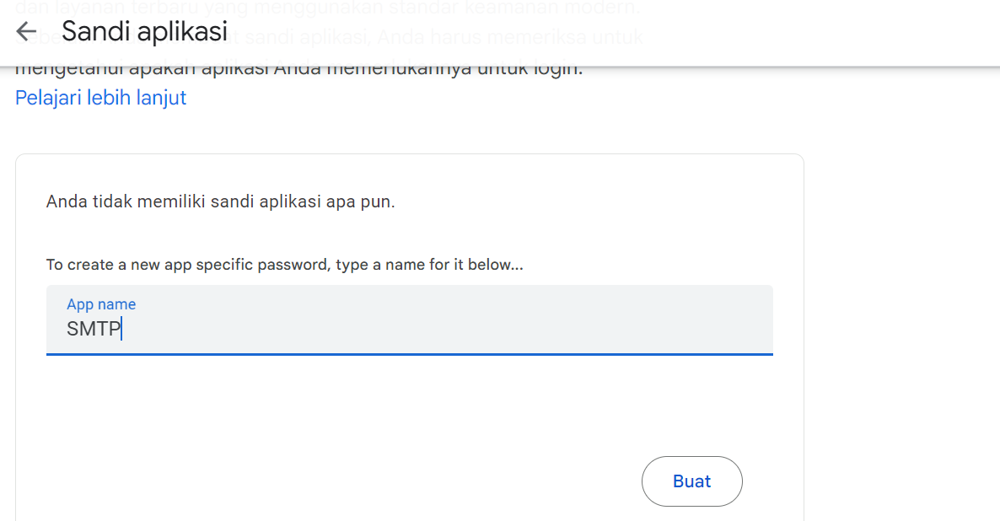 dan layanan terbaru yang menggunakan standar keamanan modern.
Sandi aplikasi
sandi aplikasi, Anda harus memeriksa untuk
mengetahui apakah aplikasi Anda memerlukannya untuk login.
Pelajari lebih lanjut
Anda tidak memiliki sandi aplikasi apa pun.
To create a new app specific password, type a name for it below...
App name
SMTP
Buat